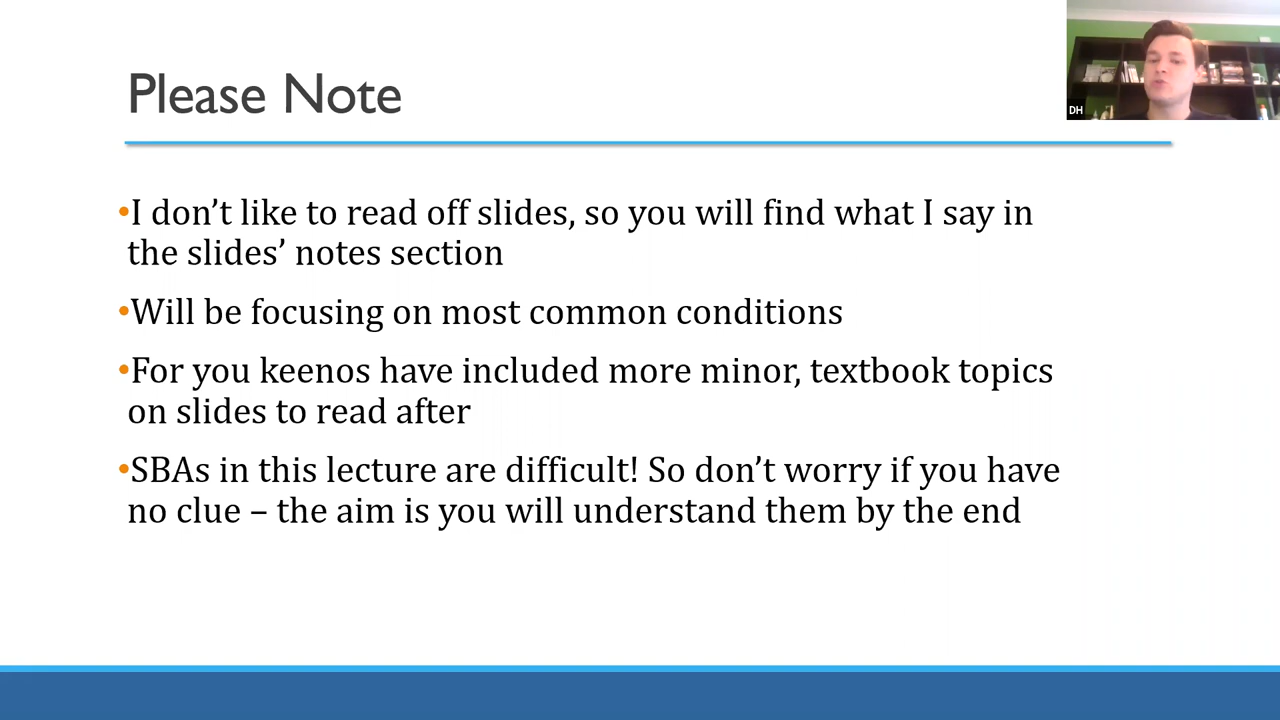 Please Note
DH
•I don’t like to read off slides, so you will find what I say in
the slides’ notes section
•Will be focusing on most common conditions
•For you keenos have included more minor, textbook topics
on slides to read after
•SBAs in this lecture are difficult! So don’t worry if you have
no clue – the aim is you will understand them by the end